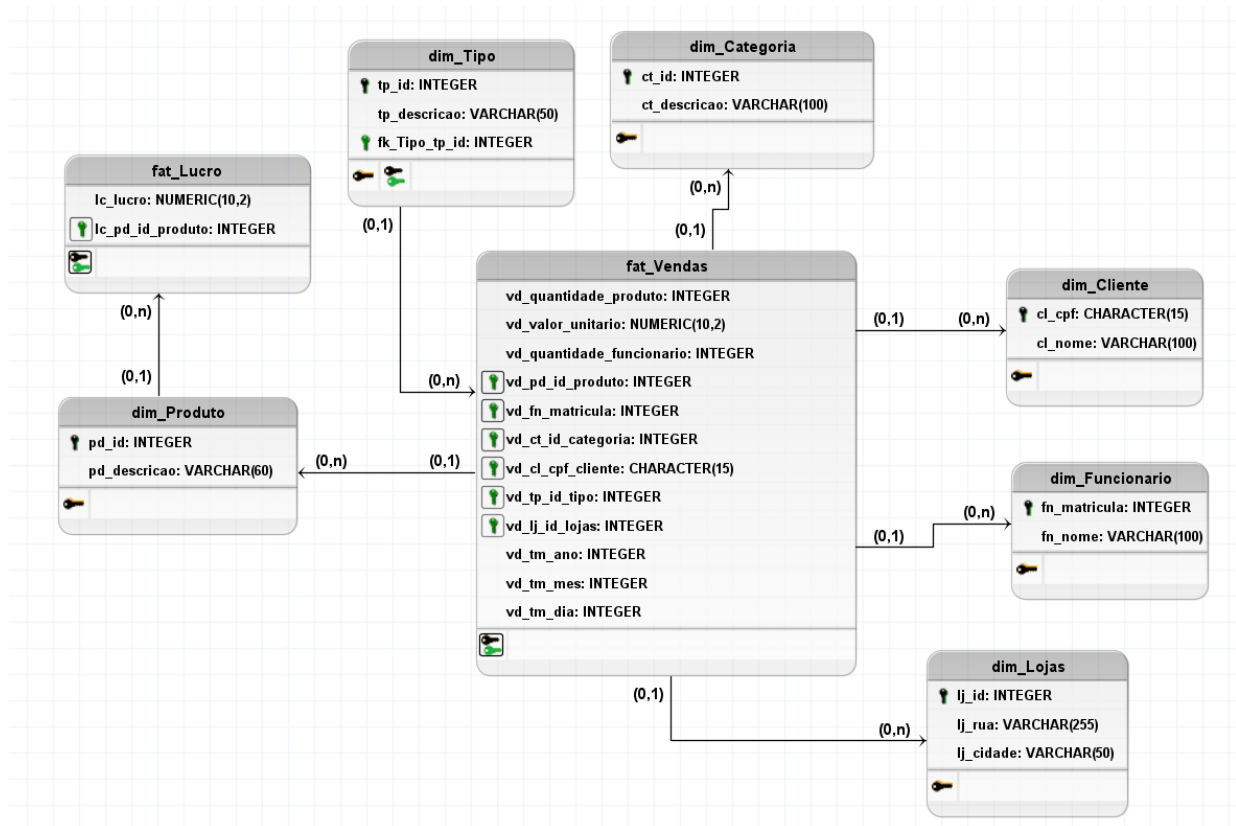 dim_Tipo
tp_id: INTEGER
tp_descricao: VARCHAR(50)
fk_Tipo_tp_id: INTEGER
dim_Categoria
ct_id: INTEGER
ct_descricao: VARCHAR(100)
fat_Lucro
lc_lucro: NUMERIC(10,2)
lc_pd_id_produto: INTEGER
(0,1)
(0,n)
(0,n)
(0,1)
(0,n)
(0,1)
dim_Produto
pd_id: INTEGER
pd_descricao: VARCHAR(60)
(0,n)
(0,1)
fat_Vendas
vd_quantidade_produto: INTEGER
vd_valor_unitario: NUMERIC(10,2)
vd_quantidade_funcionario: INTEGER
vd_pd_id_produto: INTEGER
vd_fn_matricula: INTEGER
vd_ct_id_categoria: INTEGER
vd_cl_cpf_cliente: CHARACTER(15)
vd_tp_id_tipo: INTEGER
vd_lj_id_lojas: INTEGER
vd_tm_ano: INTEGER
vd_tm_mes: INTEGER
vd_tm_dia: INTEGER
(0,1)
(0,n)
dim_Cliente
cl_cpf: CHARACTER(15)
cl_nome: VARCHAR(100)
(0,1)
(0,n)
dim_Funcionario
fn_matricula: INTEGER
fn_nome: VARCHAR(100)
(0,1)
(0,n)
dim_Lojas
lj_id: INTEGER
lj_rua: VARCHAR(255)
lj_cidade: VARCHAR(50)